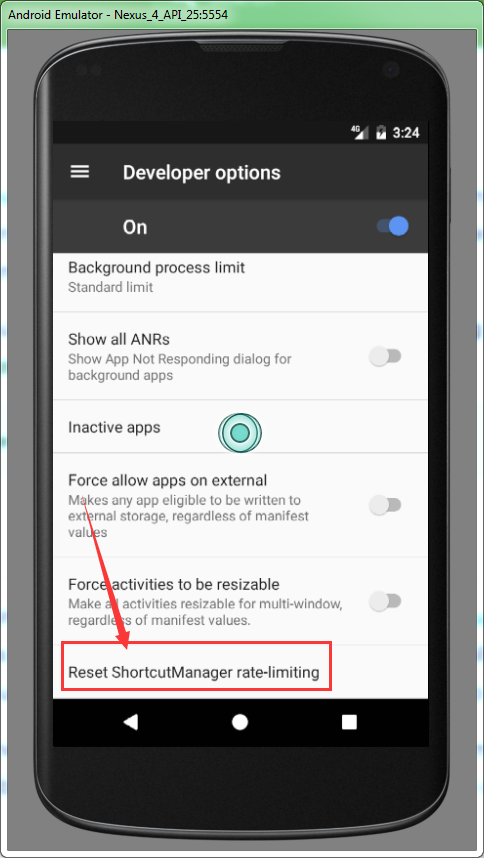 Android Emulator - Nexus_4_API_25:5554
4G 3:24
Developer options
On
Background process limit
Standard limit
Show all ANRs
Show App Not Responding dialog for
background apps
Inactive apps
Force allow apps on external
Makes any app eligible to be written to
external storage, regardless of manifest
values
Force activities to be resizable
Make all activities resizable for multi-window,
regardless of manifest values.
Reset ShortcutManager rate-limiting